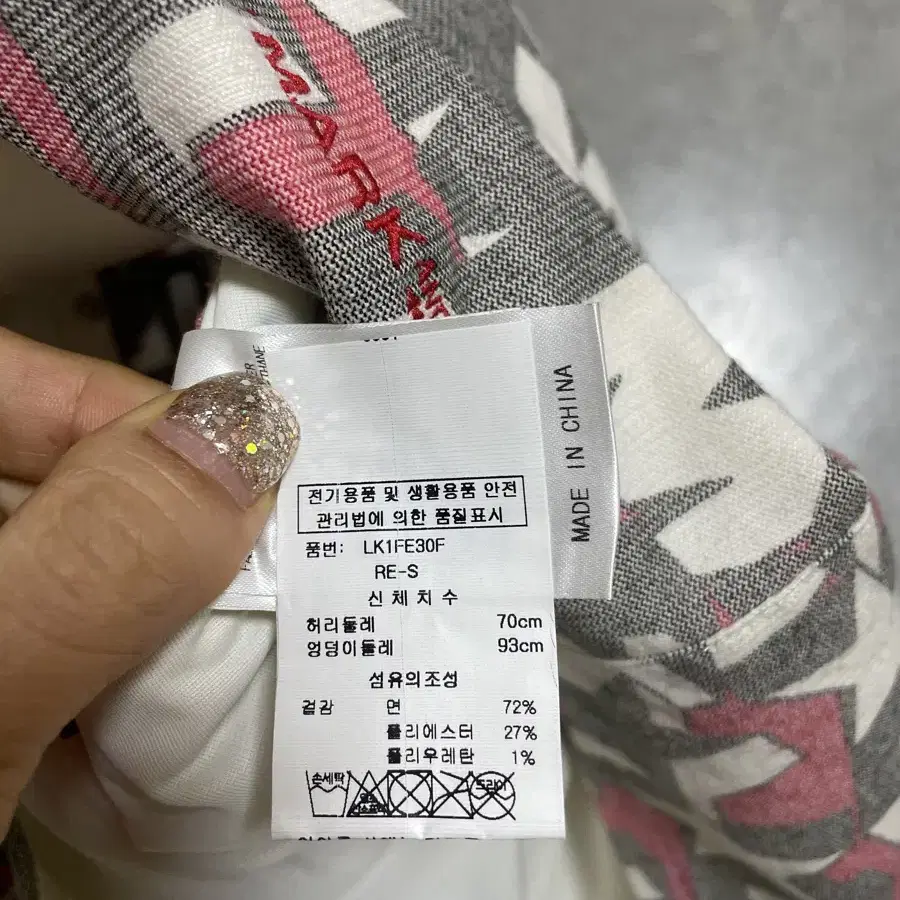 MARK
AND
MADE IN CHINA
전기용품 및 생활용품 안전
관리법에 의한 품질표시
품번: LK1FE30F
RE-S
신체치수
허리둘레 70cm
엉덩이둘레 93cm
섬유의조성
겉감 면 72%
폴리에스터 27%
폴리우레탄 1%
손세탁
드라이